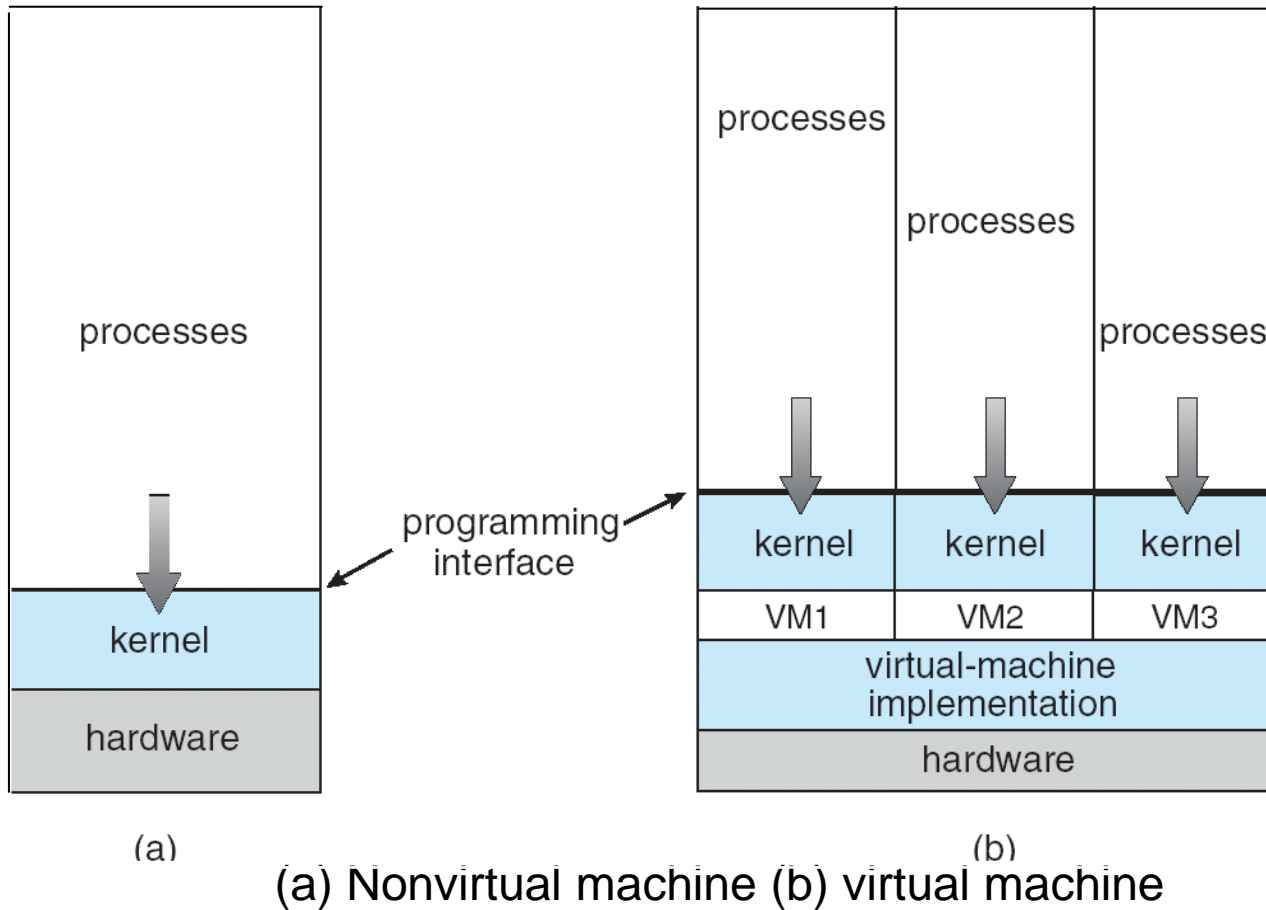 processes
kernel
hardware
(a)
programming
interface
processes
processes
processes
kernel
kernel
kernel
VM1
VM2
VM3
virtual-machine
implementation
hardware
(b)
(a) Nonvirtual machine (b) virtual machine